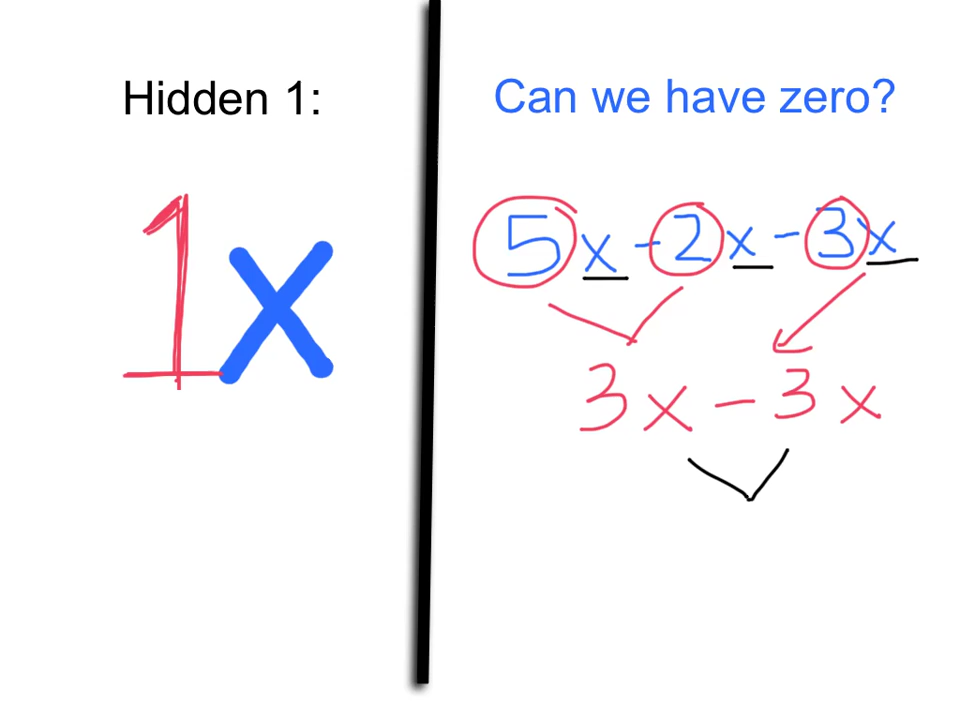 Hidden 1:
1x
Can we have zero?
5x - 2x - 3x
3x - 3x